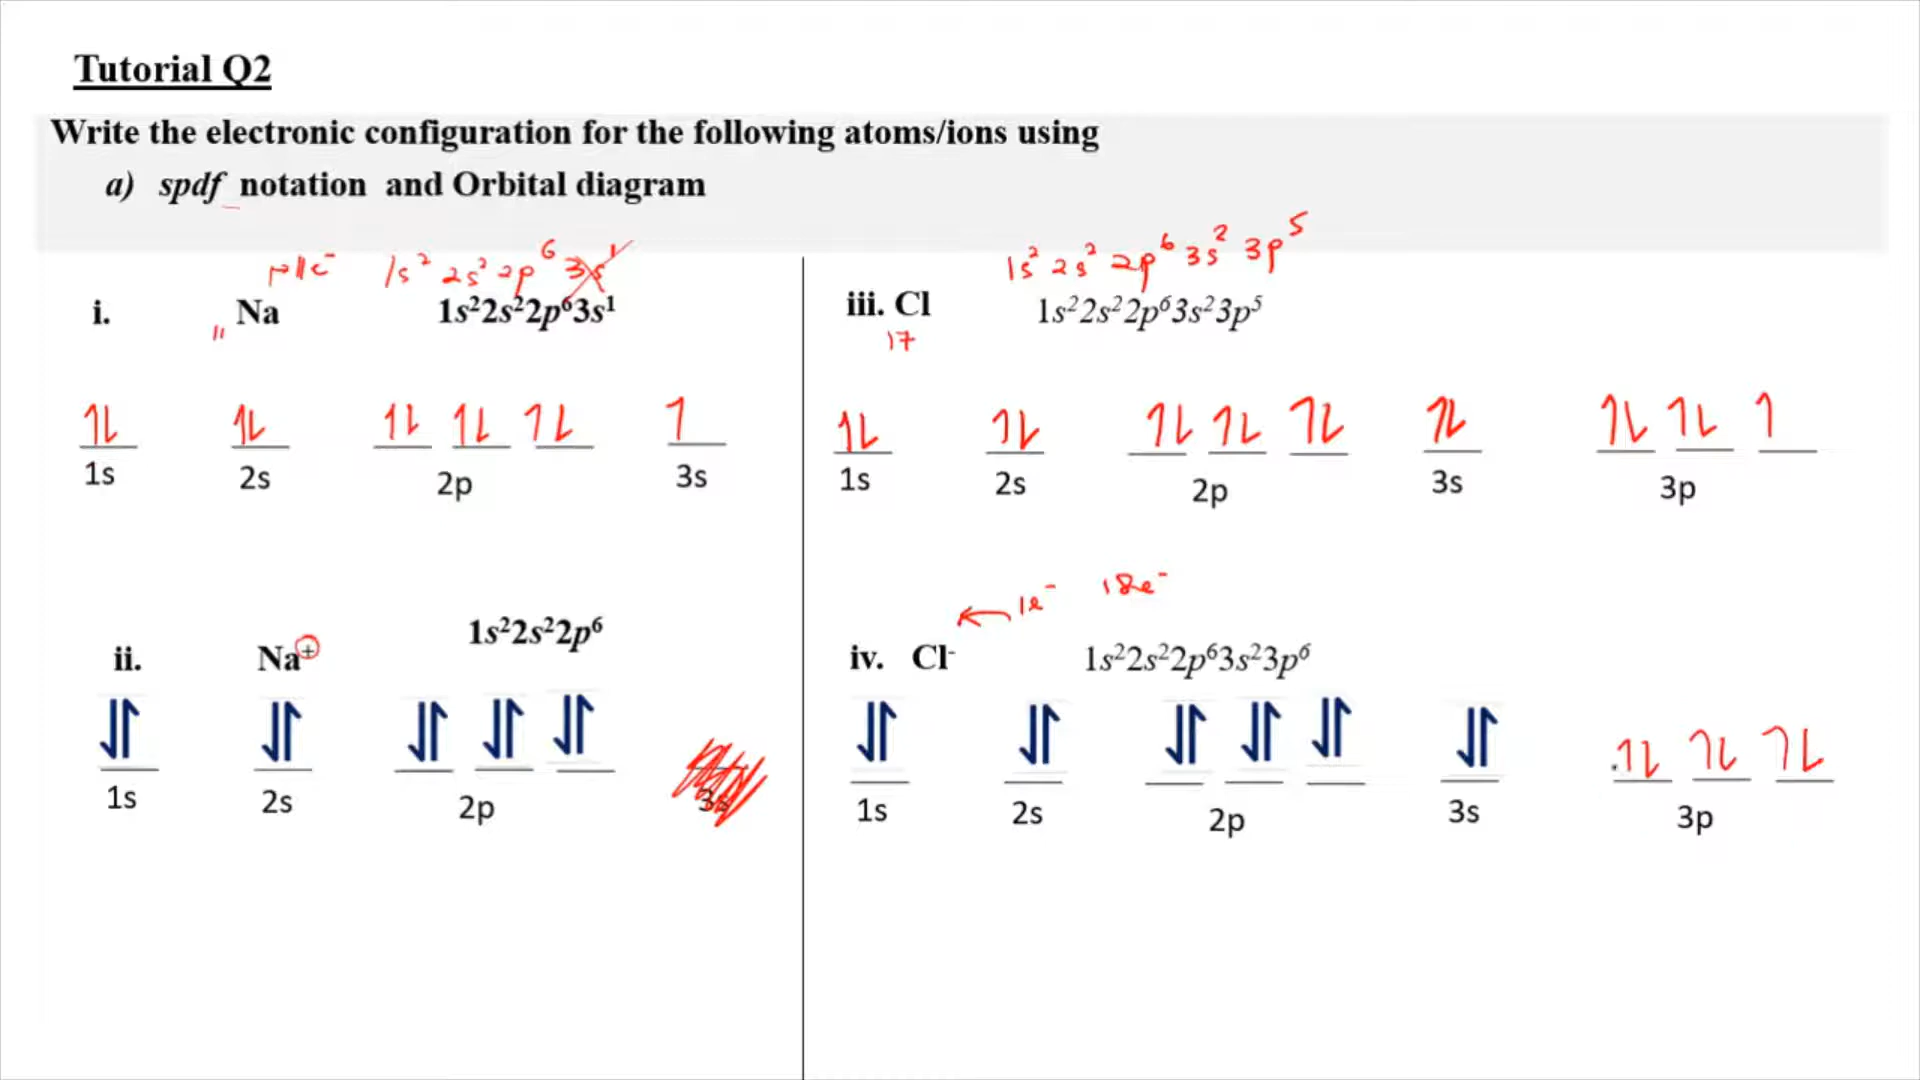 Tutorial Q2
Write the electronic configuration for the following atoms/ions using
a) spdf notation and Orbital diagram
11e⁻ 1s² 2s² 2p⁶ 3s¹
i. Na 1s²2s²2p⁶3s¹
11
1s 2s 2p 3s
1s²2s²2p⁶
ii. Na⁺
1s 2s 2p 3s
1s² 2s² 2p⁶ 3s² 3p⁵
iii. Cl 1s²2s²2p⁶3s²3p⁵
17
1s 2s 2p 3s 3p
1e⁻ 18e⁻
iv. Cl⁻ 1s²2s²2p⁶3s²3p⁶
1s 2s 2p 3s 3p